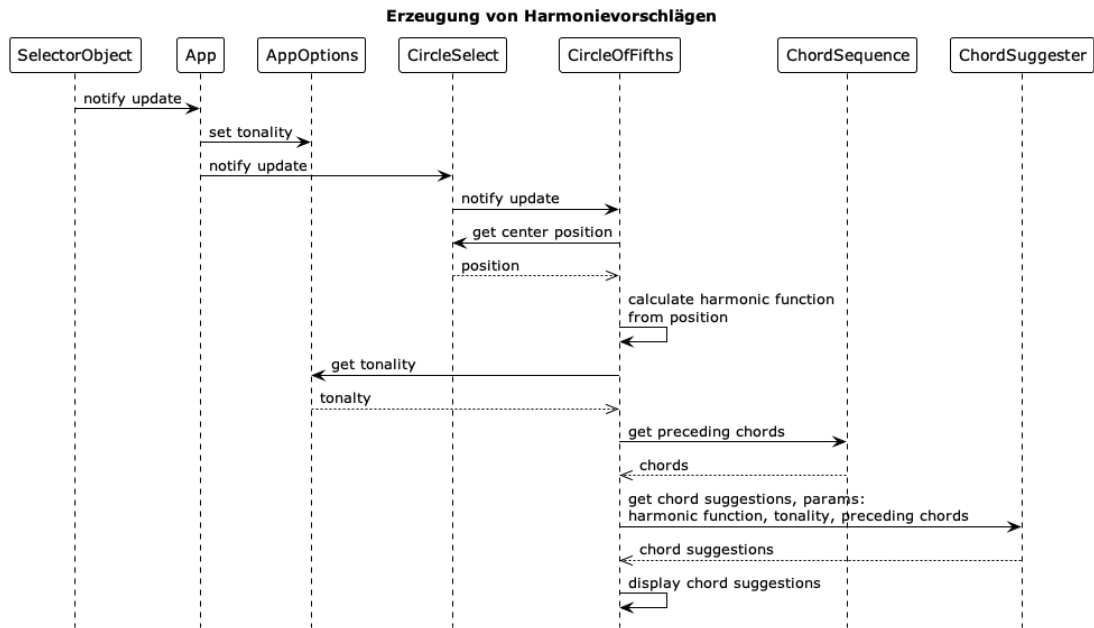 Erzeugung von Harmonievorschlägen
SelectorObject
App
AppOptions
CircleSelect
CircleOfFifths
ChordSequence
ChordSuggester
notify update
set tonality
notify update
notify update
get center position
position
calculate harmonic function
from position
get tonality
tonalty
get preceding chords
chords
get chord suggestions, params:
harmonic function, tonality, preceding chords
chord suggestions
display chord suggestions